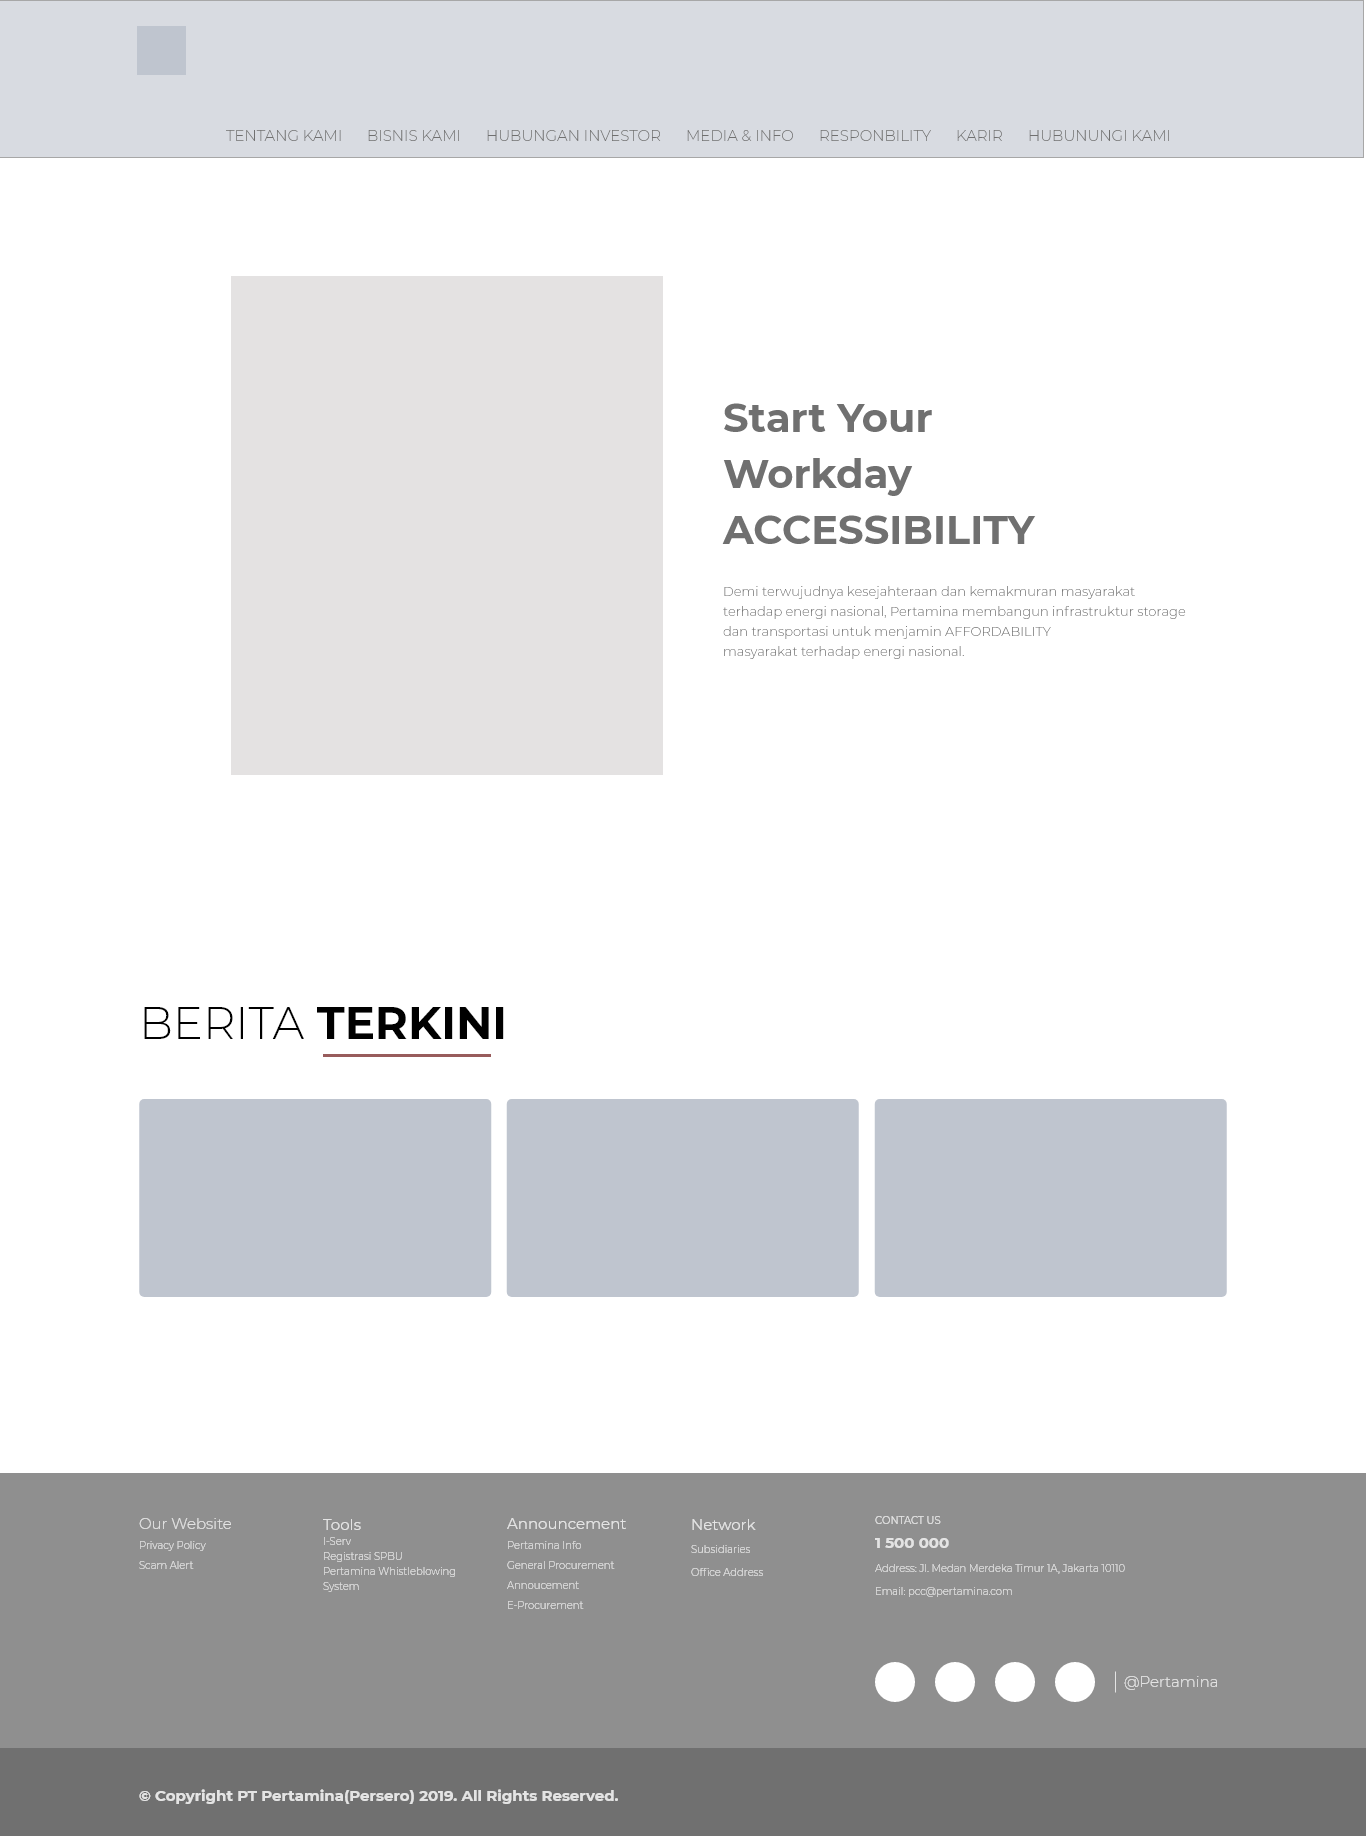 TENTANG KAMI BISNIS KAMI HUBUNGAN INVESTOR MEDIA & INFO RESPONBILITY KARIR HUBUNUNGI KAMI
Start Your
Workday
ACCESSIBILITY
Demi terwujudnya kesejahteraan dan kemakmuran masyarakat
terhadap energi nasional, Pertamina membangun infrastruktur storage
dan transportasi untuk menjamin AFFORDABILITY
masyarakat terhadap energi nasional.
BERITA TERKINI
Our Website
Privacy Policy
Scam Alert
Tools
I-Serv
Registrasi SPBU
Pertamina Whistleblowing
System
Announcement
Pertamina Info
General Procurement
Annoucement
E-Procurement
Network
Subsidiaries
Office Address
CONTACT US
1 500 000
Address: Jl. Medan Merdeka Timur 1A, Jakarta 10110
Email: pcc@pertamina.com
@Pertamina
© Copyright PT Pertamina(Persero) 2019. All Rights Reserved.